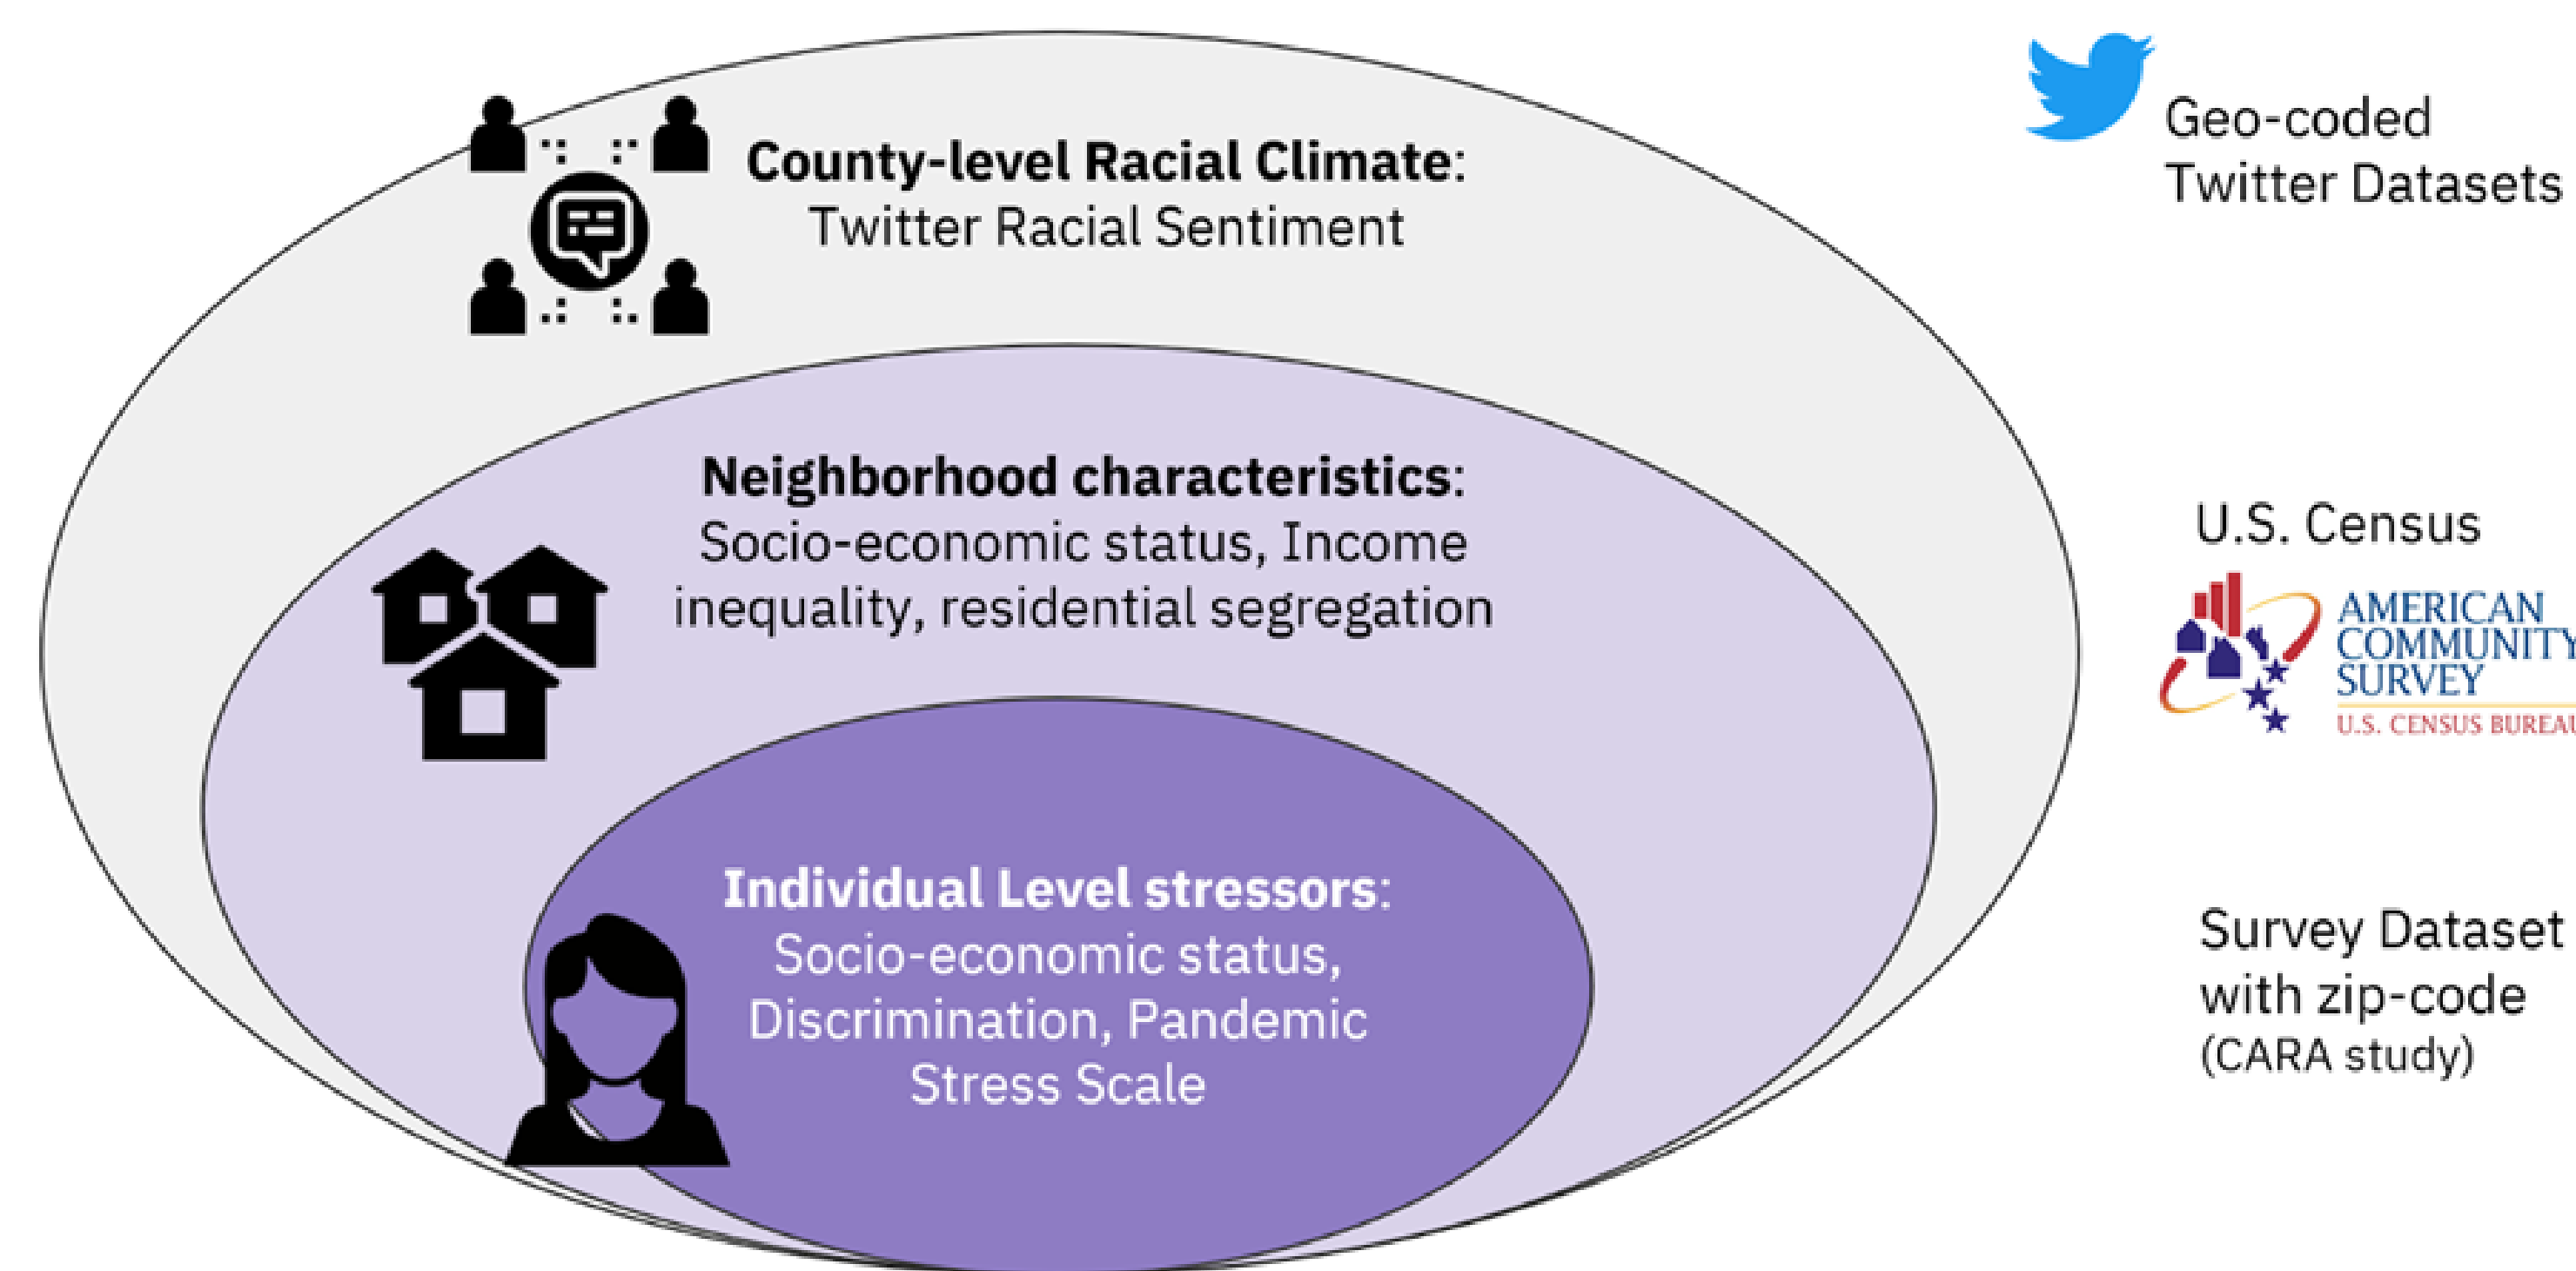 County-level Racial Climate:
Twitter Racial Sentiment
Geo-coded
Twitter Datasets
Neighborhood characteristics:
Socio-economic status, Income
inequality, residential segregation
U.S. Census
AMERICAN
COMMUNITY
SURVEY
U.S. CENSUS BUREAU
Individual Level stressors:
Socio-economic status,
Discrimination, Pandemic
Stress Scale
Survey Dataset
with zip-code
(CARA study)